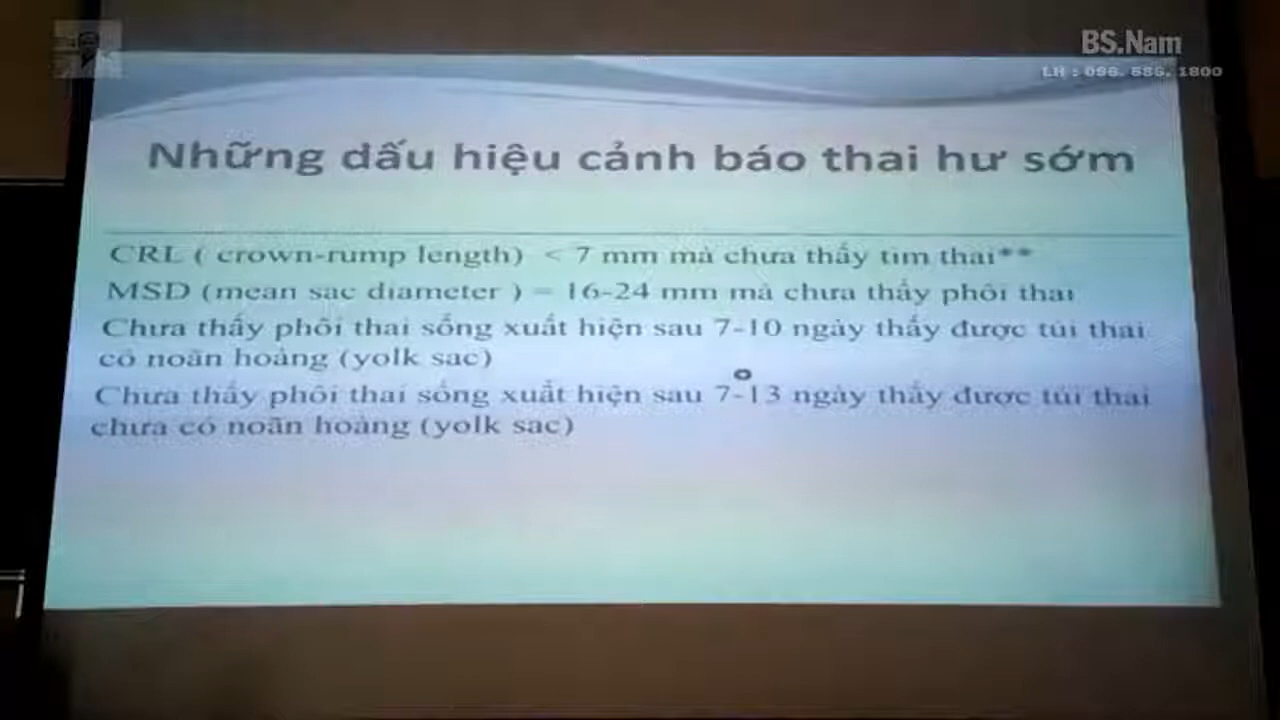 BS.Nam
LH : 096. 586. 1800
Những dấu hiệu cảnh báo thai hư sớm
CRL ( crown-rump length) < 7 mm mà chưa thấy tim thai**
MSD (mean sac diameter ) = 16-24 mm mà chưa thấy phôi thai
Chưa thấy phôi thai sống xuất hiện sau 7-10 ngày thấy được túi thai
có noãn hoàng (yolk sac)
Chưa thấy phôi thai sống xuất hiện sau 7-13 ngày thấy được túi thai
chưa có noãn hoàng (yolk sac)